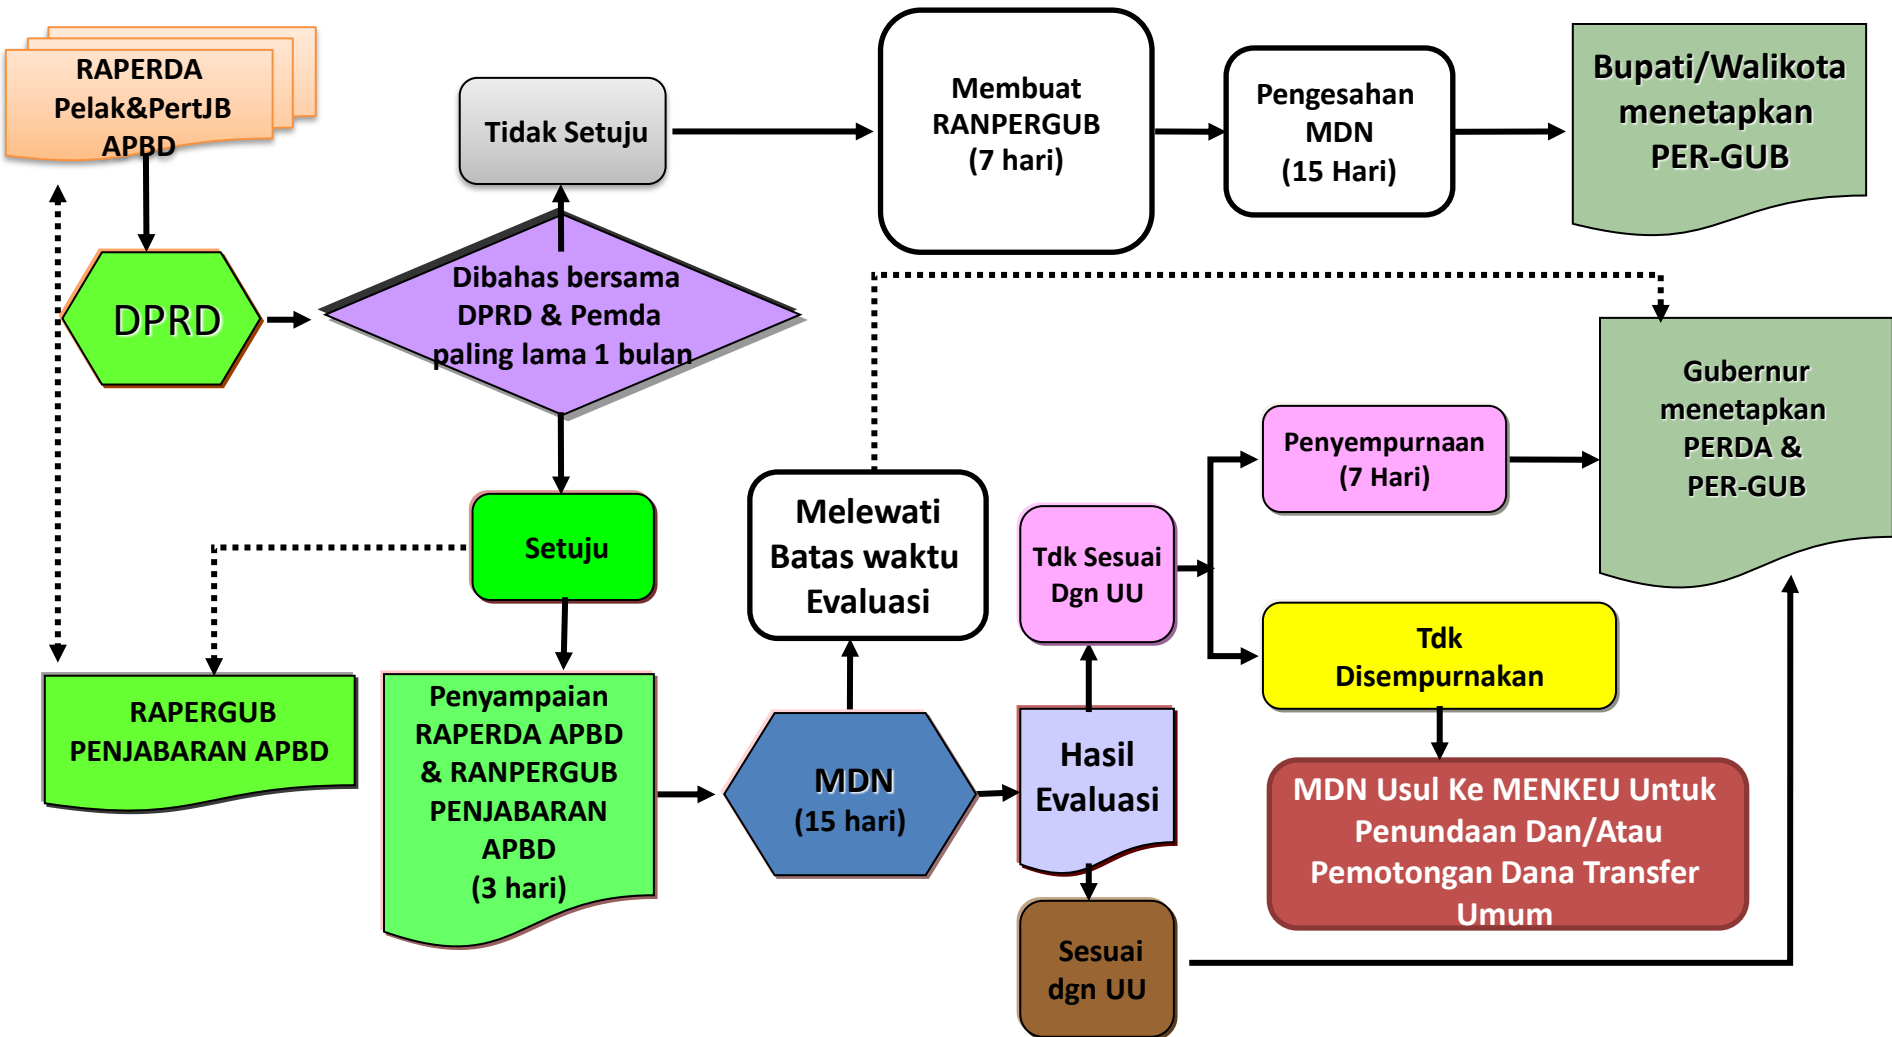 RAPERDA
Pelak&PertJB
APBD
Tidak Setuju
Membuat
RANPERGUB
(7 hari)
Pengesahan
MDN
(15 Hari)
Bupati/Walikota
menetapkan
PER-GUB
DPRD
Dibahas bersama
DPRD & Pemda
paling lama 1 bulan
Gubernur
menetapkan
PERDA &
PER-GUB
Penyempurnaan
(7 Hari)
Melewati
Batas waktu
Evaluasi
Setuju
Tdk Sesuai
Dgn UU
Tdk
Disempurnakan
RAPERGUB
PENJABARAN APBD
Penyampaian
RAPERDA APBD
& RANPERGUB
PENJABARAN
APBD
(3 hari)
MDN
(15 hari)
Hasil
Evaluasi
MDN Usul Ke MENKEU Untuk
Penundaan Dan/Atau
Pemotongan Dana Transfer
Umum
Sesuai
dgn UU